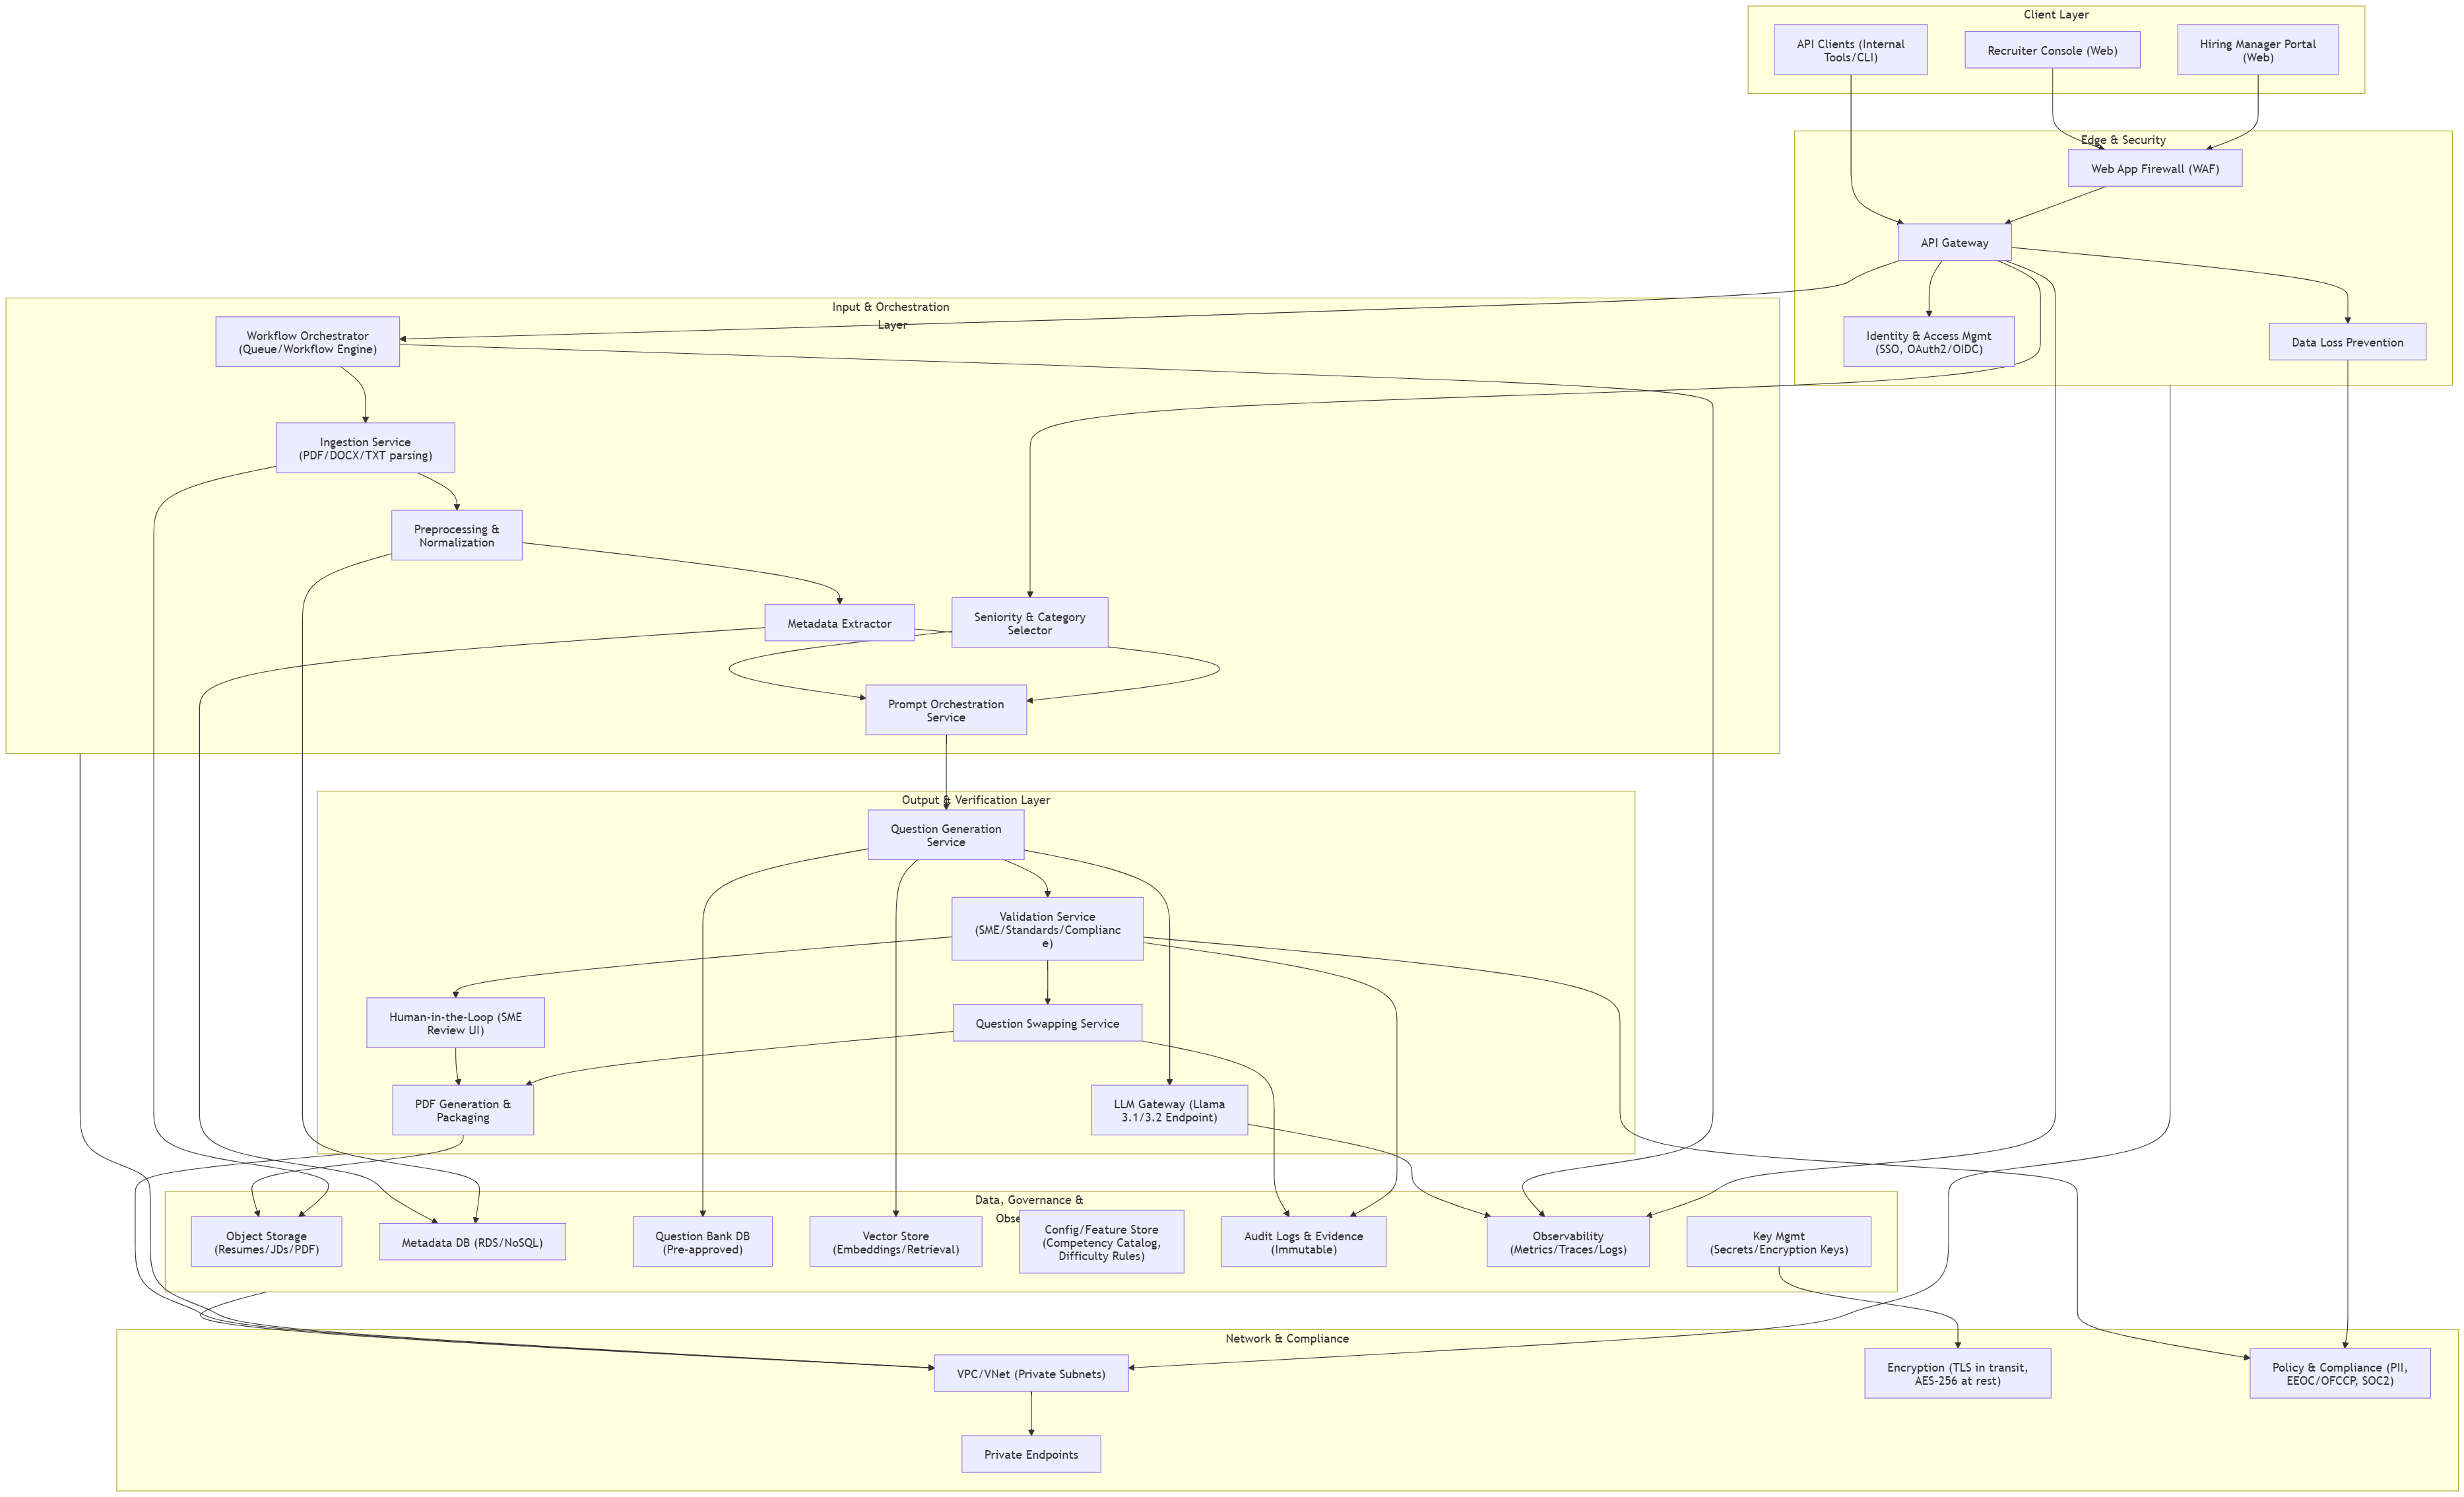 Client Layer
API Clients (Internal
Tools/CLI)
Recruiter Console (Web)
Hiring Manager Portal
(Web)
Edge & Security
Web App Firewall (WAF)
API Gateway
Identity & Access Mgmt
(SSO, OAuth2/OIDC)
Data Loss Prevention
Input & Orchestration
Layer
Workflow Orchestrator
(Queue/Workflow Engine)
Ingestion Service
(PDF/DOCX/TXT parsing)
Preprocessing &
Normalization
Metadata Extractor
Seniority & Category
Selector
Prompt Orchestration
Service
Output & Verification Layer
Question Generation
Service
Validation Service
(SME/Standards/Complianc
e)
Human-in-the-Loop (SME
Review UI)
Question Swapping Service
PDF Generation &
Packaging
LLM Gateway (Llama
3.1/3.2 Endpoint)
Data, Governance &
Object Storage
(Resumes/JDs/PDF)
Metadata DB (RDS/NoSQL)
Question Bank DB
(Pre-approved)
Vector Store
(Embeddings/Retrieval)
Config/Feature Store
(Competency Catalog,
Difficulty Rules)
Audit Logs & Evidence
(Immutable)
Observability
(Metrics/Traces/Logs)
Key Mgmt
(Secrets/Encryption Keys)
Network & Compliance
VPC/VNet (Private Subnets)
Encryption (TLS in transit,
AES-256 at rest)
Policy & Compliance (PII,
EEOC/OFCCP, SOC2)
Private Endpoints